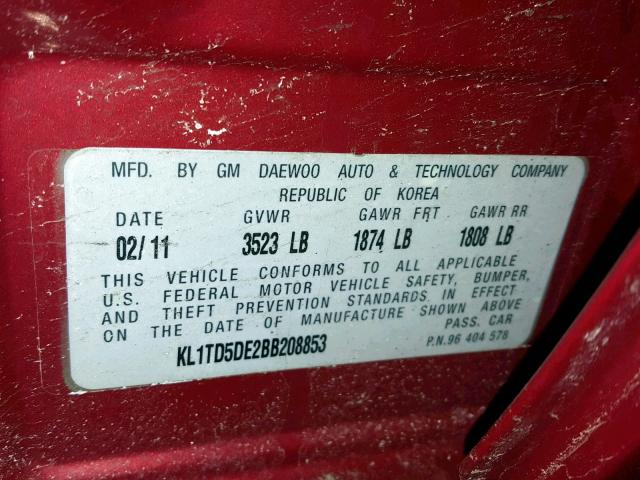 MFD. BY GM DAEWOO AUTO & TECHNOLOGY COMPANY
REPUBLIC OF KOREA
DATE GVWR GAWR FRT GAWR RR
02/11 3523 LB 1874 LB 1808 LB
THIS VEHICLE CONFORMS TO ALL APPLICABLE
U.S. FEDERAL MOTOR VEHICLE SAFETY, BUMPER,
AND THEFT PREVENTION STANDARDS IN EFFECT
ON THE DATE OF MANUFACTURE SHOWN ABOVE
PASS. CAR
KL1TD5DE2BB208853 P.N.96 404 578